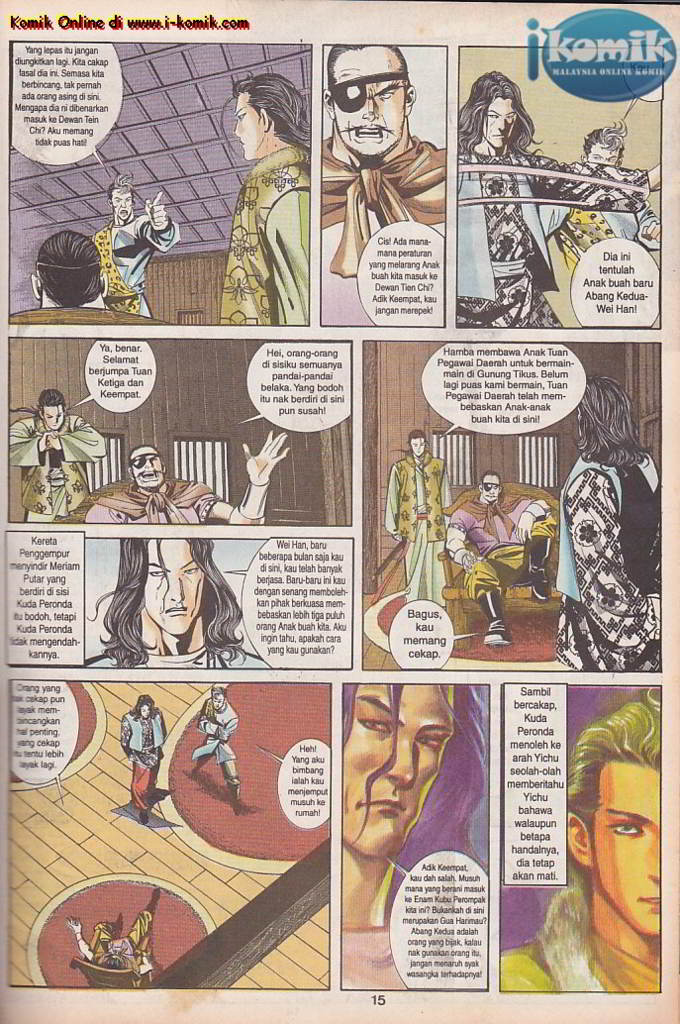 Komik Online di www.i-komik.com
ikomik
MALAYSIA ONLINE KOMIK
Yang lepas itu jangan
diungkitkan lagi. Kita cakap
fasal dia ini. Semasa kita
berbincang, tak pernah
ada orang asing di sini.
Mengapa dia ni dibenarkan
masuk ke Dewan Tein
Chi? Aku memang
tidak puas hati!
Cis! Ada mana-
mana peraturan
yang melarang Anak
buah kita masuk ke
Dewan Tien Chi?
Adik Keempat, kau
jangan merepek!
Dia ni
tentulah
Anak buah baru
Abang Kedua-
Wei Han!
Ya, benar.
Selamat
berjumpa Tuan
Ketiga dan
Keempat.
Hei, orang-orang
di sisiku semuanya
pandai-pandai
belaka. Yang bodoh
itu nak berdiri di sini
pun susah!
Hamba membawa Anak Tuan
Pegawai Daerah untuk bermain-
main di Gunung Tikus. Belum
lagi puas kami bermain, Tuan
Pegawai Daerah telah mem-
bebaskan Anak-anak
buah kita di sini!
Bagus,
kau
memang
cekap.
Kereta
Penggempur
menyindir Meriam
Putar yang
berdiri di sisi
Kuda Peronda
itu bodoh, tetapi
Kuda Peronda
tidak mengendah-
kannya.
Wei Han, baru
beberapa bulan saja kau
di sini, kau telah banyak
berjasa. Baru-baru ini kau
dengan senang memboleh-
kan pihak berkuasa mem-
bebaskan lebih tiga puluh
orang Anak buah kita. Aku
ingin tahu, apakah cara
yang kau gunakan?
Orang yang
tak cekap pun
layak mem-
bincangkan
hal penting.
yang cekap
itu tentu lebih
layak lagi.
Heh!
Yang aku
bimbang
ialah kau
menjemput
musuh ke
rumah!
Adik Keempat,
kau dah salah. Musuh
mana yang berani masuk
ke Enam Kubu Perompak
kita ini? Bukankah di sini
merupakan Gua Harimau?
Abang Kedua adalah
orang yang bijak, kalau
nak gunakan orang itu,
jangan menaruh syak
wasangka terhadapnya!
Sambil
bercakap,
Kuda
Peronda
menoleh ke
arah Yichu
seolah-olah
memberitahu
Yichu
bahawa
walaupun
betapa
handalnya,
dia tetap
akan mati.
15